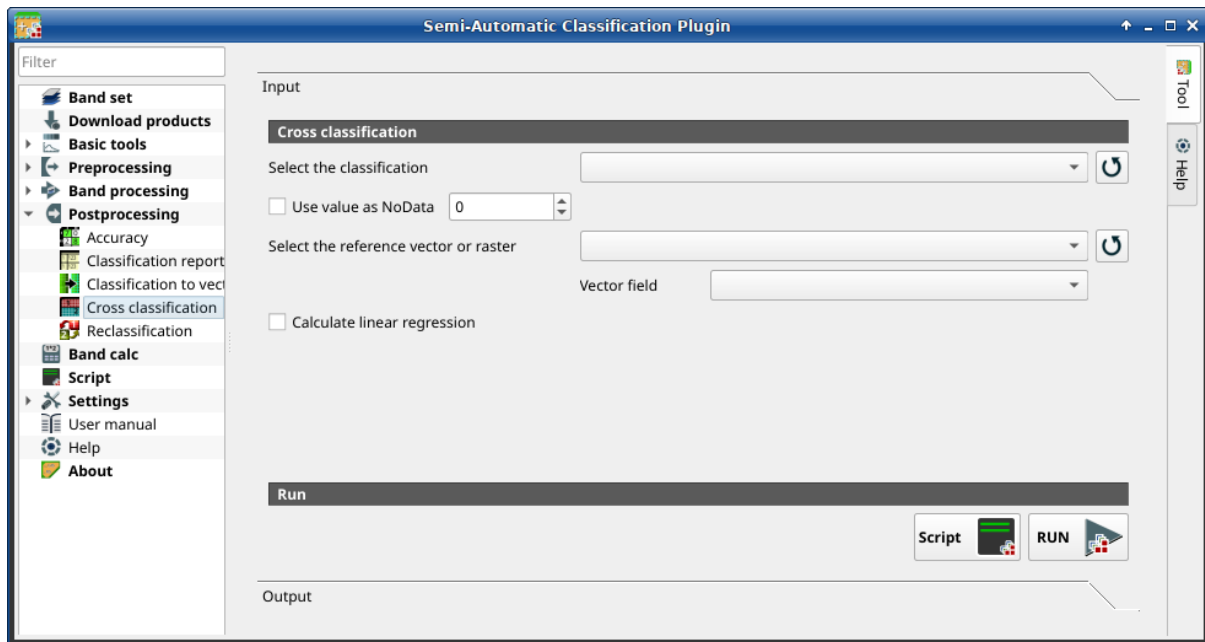 Semi-Automatic Classification Plugin
Filter
Band set
Download products
Basic tools
Preprocessing
Band processing
Postprocessing
Accuracy
Classification report
Classification to vect
Cross classification
Reclassification
Band calc
Script
Settings
User manual
Help
About
Input
Cross classification
Select the classification
Use value as NoData 0
Select the reference vector or raster
Vector field
Calculate linear regression
Run
Script RUN
Output
Tool
Help